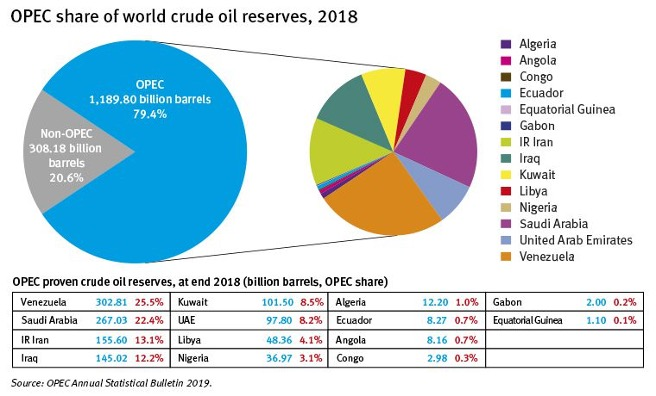 OPEC share of world crude oil reserves, 2018
OPEC
1,189.80 billion barrels
79.4%
Non-OPEC
308.18 billion
barrels
20.6%
Algeria
Angola
Congo
Ecuador
Equatorial Guinea
Gabon
IR Iran
Iraq
Kuwait
Libya
Nigeria
Saudi Arabia
United Arab Emirates
Venezuela
OPEC proven crude oil reserves, at end 2018 (billion barrels, OPEC share)
Venezuela 302.81 25.5% Kuwait 101.50 8.5% Algeria 12.20 1.0% Gabon 2.00 0.2%
Saudi Arabia 267.03 22.4% UAE 97.80 8.2% Ecuador 8.27 0.7% Equatorial Guinea 1.10 0.1%
IR Iran 155.60 13.1% Libya 48.36 4.1% Angola 8.16 0.7%
Iraq 145.02 12.2% Nigeria 36.97 3.1% Congo 2.98 0.3%
Source: OPEC Annual Statistical Bulletin 2019.